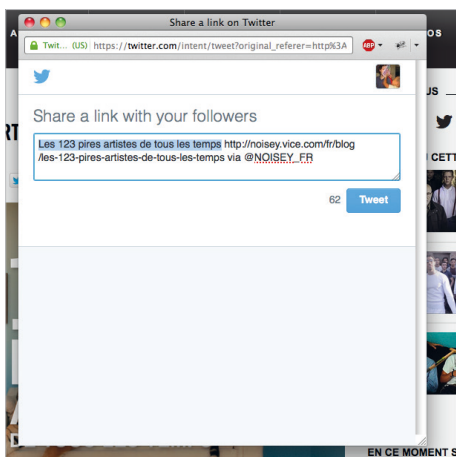 Share a link on Twitter
Twit... (US) https://twitter.com/intent/tweet?original_referer=http%3A
ABP
Share a link with your followers
Les 123 pires artistes de tous les temps http://noisey.vice.com/fr/blog
/les-123-pires-artistes-de-tous-les-temps via @NOISEY_FR
62 Tweet
EN CE MOMENT S